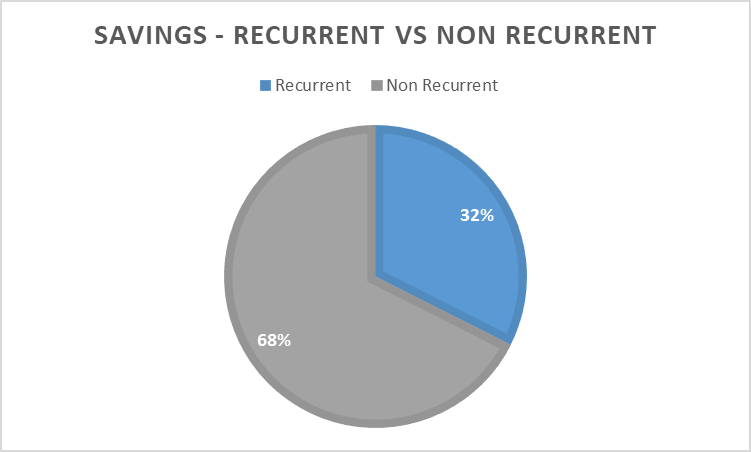 SAVINGS - RECURRENT VS NON RECURRENT
Recurrent Non Recurrent
32%
68%